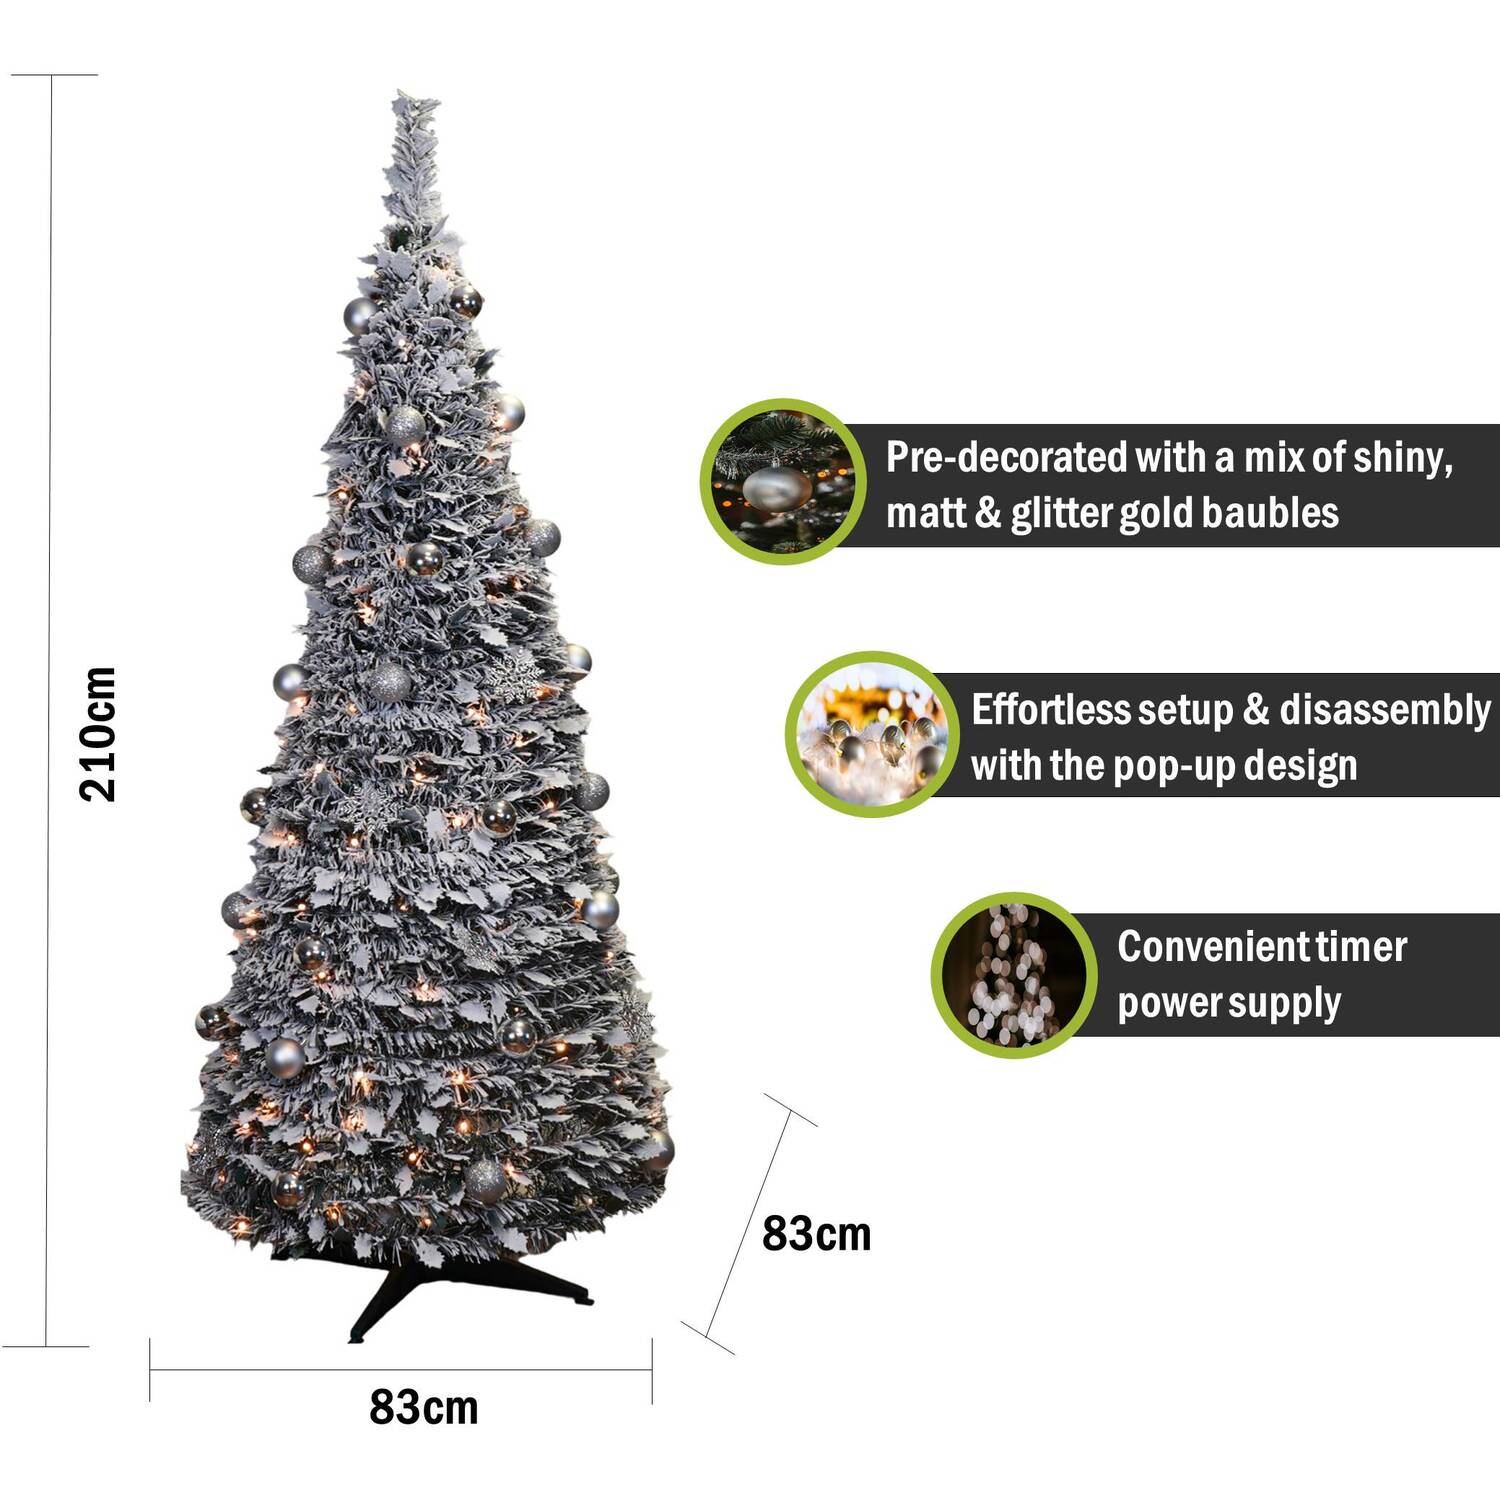 210cm
Pre-decorated with a mix of shiny,
matt & glitter gold baubles
Effortless setup & disassembly
with the pop-up design
Convenient timer
power supply
83cm
83cm